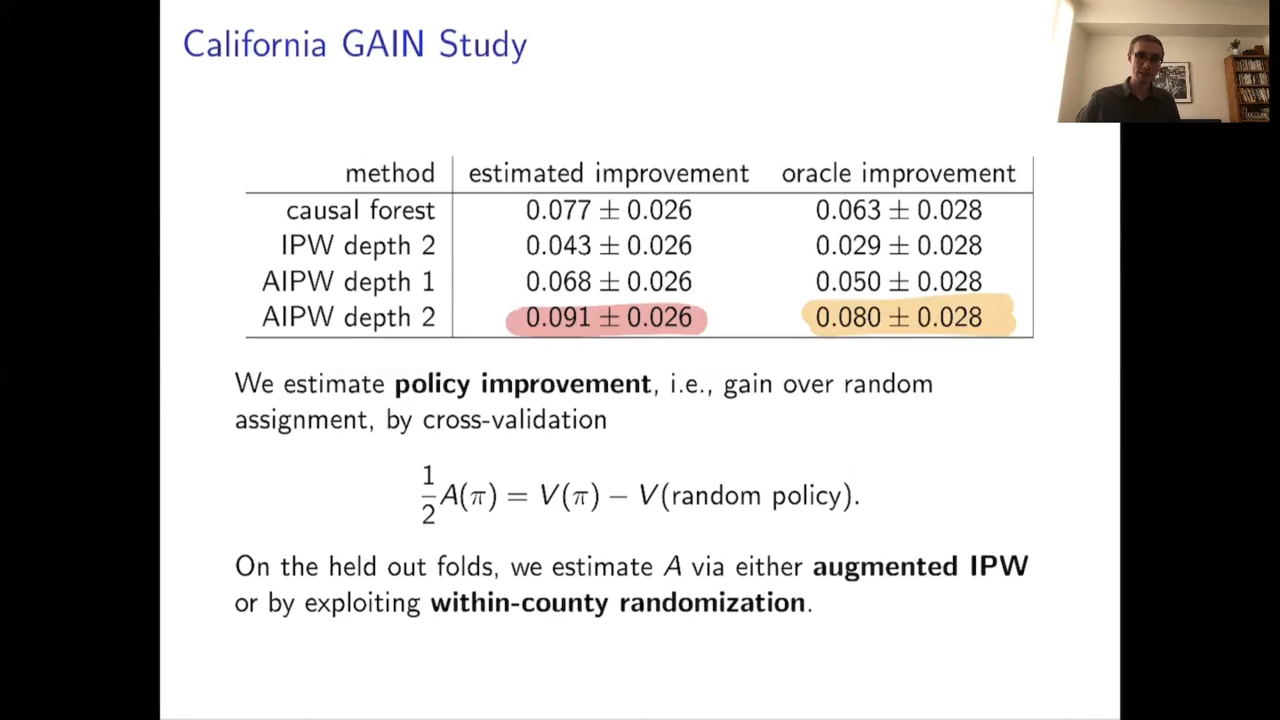 California GAIN Study
method estimated improvement oracle improvement
causal forest 0.077 ± 0.026 0.063 ± 0.028
IPW depth 2 0.043 ± 0.026 0.029 ± 0.028
AIPW depth 1 0.068 ± 0.026 0.050 ± 0.028
AIPW depth 2 0.091 ± 0.026 0.080 ± 0.028
We estimate policy improvement, i.e., gain over random
assignment, by cross-validation
1/2 A(π) = V(π) − V(random policy).
On the held out folds, we estimate A via either augmented IPW
or by exploiting within-county randomization.